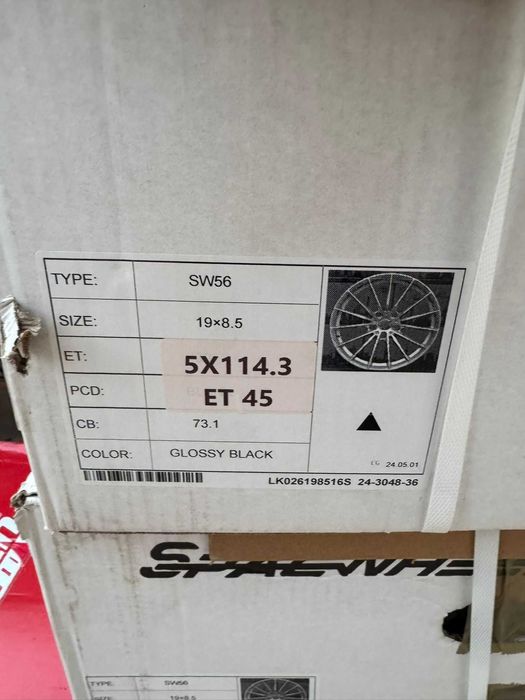 TYPE: SW56
SIZE: 19×8.5
ET:
5X114.3
PCD:
ET 45
CB: 73.1
COLOR: GLOSSY BLACK
24.05.01
LK026198516S 24-3048-36
TYPE: SW56
SIZE: 19×8.5